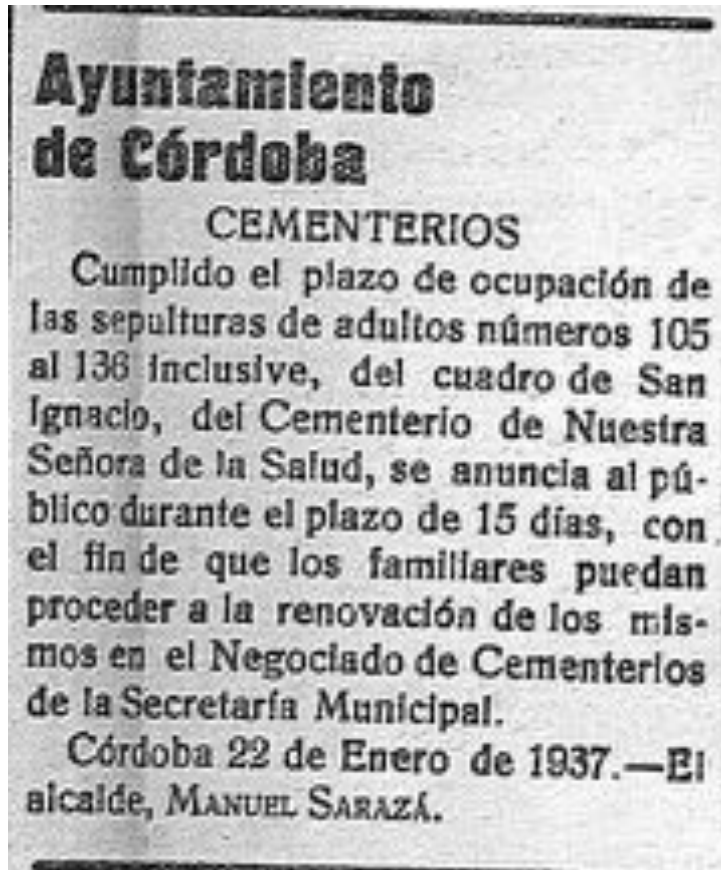 Ayuntamiento
de Córdoba
CEMENTERIOS
Cumplido el plazo de ocupación de
las sepulturas de adultos números 105
al 136 inclusive, del cuadro de San
Ignacio, del Cementerio de Nuestra
Señora de la Salud, se anuncia al pú-
blico durante el plazo de 15 días, con
el fin de que los familiares puedan
proceder a la renovación de los mis-
mos en el Negociado de Cementerios
de la Secretaría Municipal.
Córdoba 22 de Enero de 1937.—El
alcalde, MANUEL SARAZÁ.